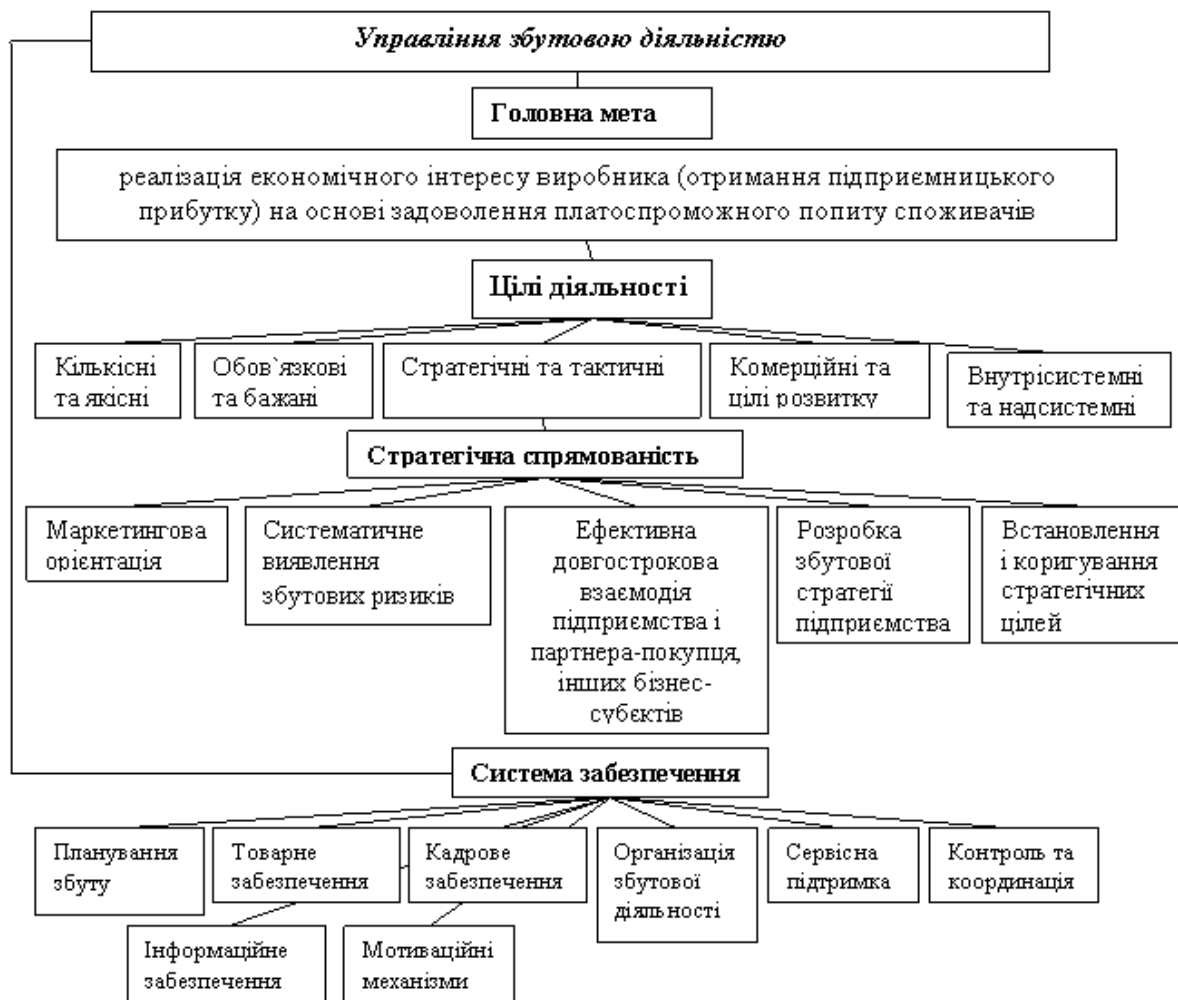 Управління збутовою діяльністю
Головна мета
реалізація економічного інтересу виробника (отримання підприємницького
прибутку) на основі задоволення платоспроможного попиту споживачів
Цілі діяльності
Кількісні
та якісні
Обов`язкові
та бажані
Стратегічні та тактичні
Комерційні та
цілі розвитку
Внутрісистемні
та надсистемні
Стратегічна спрямованість
Маркетингова
орієнтація
Систематичне
виявлення
збутових ризиків
Ефективна
довгострокова
взаємодія
підприємства і
партнера-покупця,
інших бізнес-
субєктів
Розробка
збутової
стратегії
підприємства
Встановлення
і коригування
стратегічних
цілей
Система забезпечення
Планування
збуту
Товарне
забезпечення
Кадрове
забезпечення
Організація
збутової
діяльності
Сервісна
підтримка
Контроль та
координація
Інформаційне
забезпечення
Мотиваційні
механізми